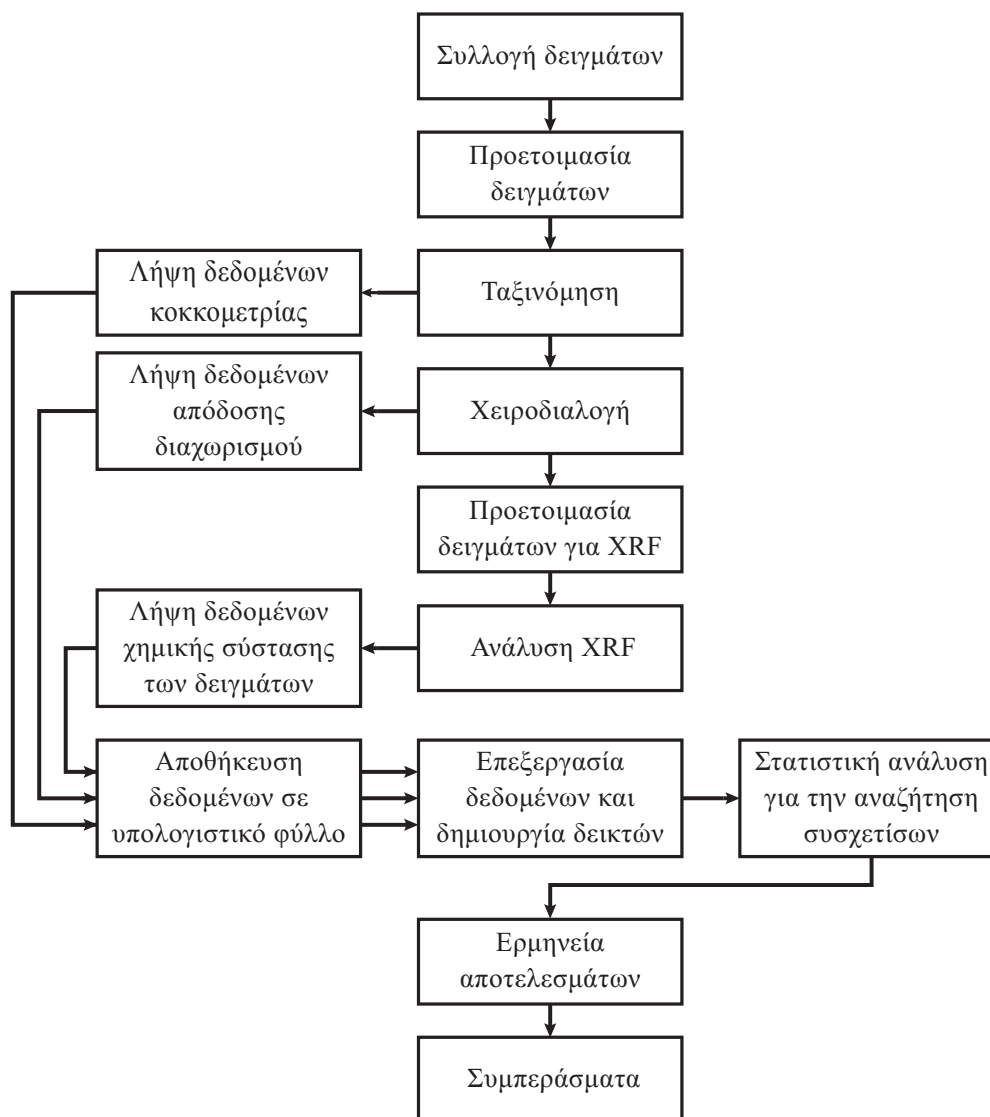 Συλλογή δειγμάτων
Προετοιμασία
δειγμάτων
Λήψη δεδομένων
κοκκομετρίας
Ταξινόμηση
Λήψη δεδομένων
απόδοσης
διαχωρισμού
Χειροδιαλογή
Προετοιμασία
δειγμάτων για XRF
Λήψη δεδομένων
χημικής σύστασης
των δειγμάτων
Ανάλυση XRF
Αποθήκευση
δεδομένων σε
υπολογιστικό φύλλο
Επεξεργασία
δεδομένων και
δημιουργία δεικτών
Στατιστική ανάλυση
για την αναζήτηση
συσχετίσων
Ερμηνεία
αποτελεσμάτων
Συμπεράσματα